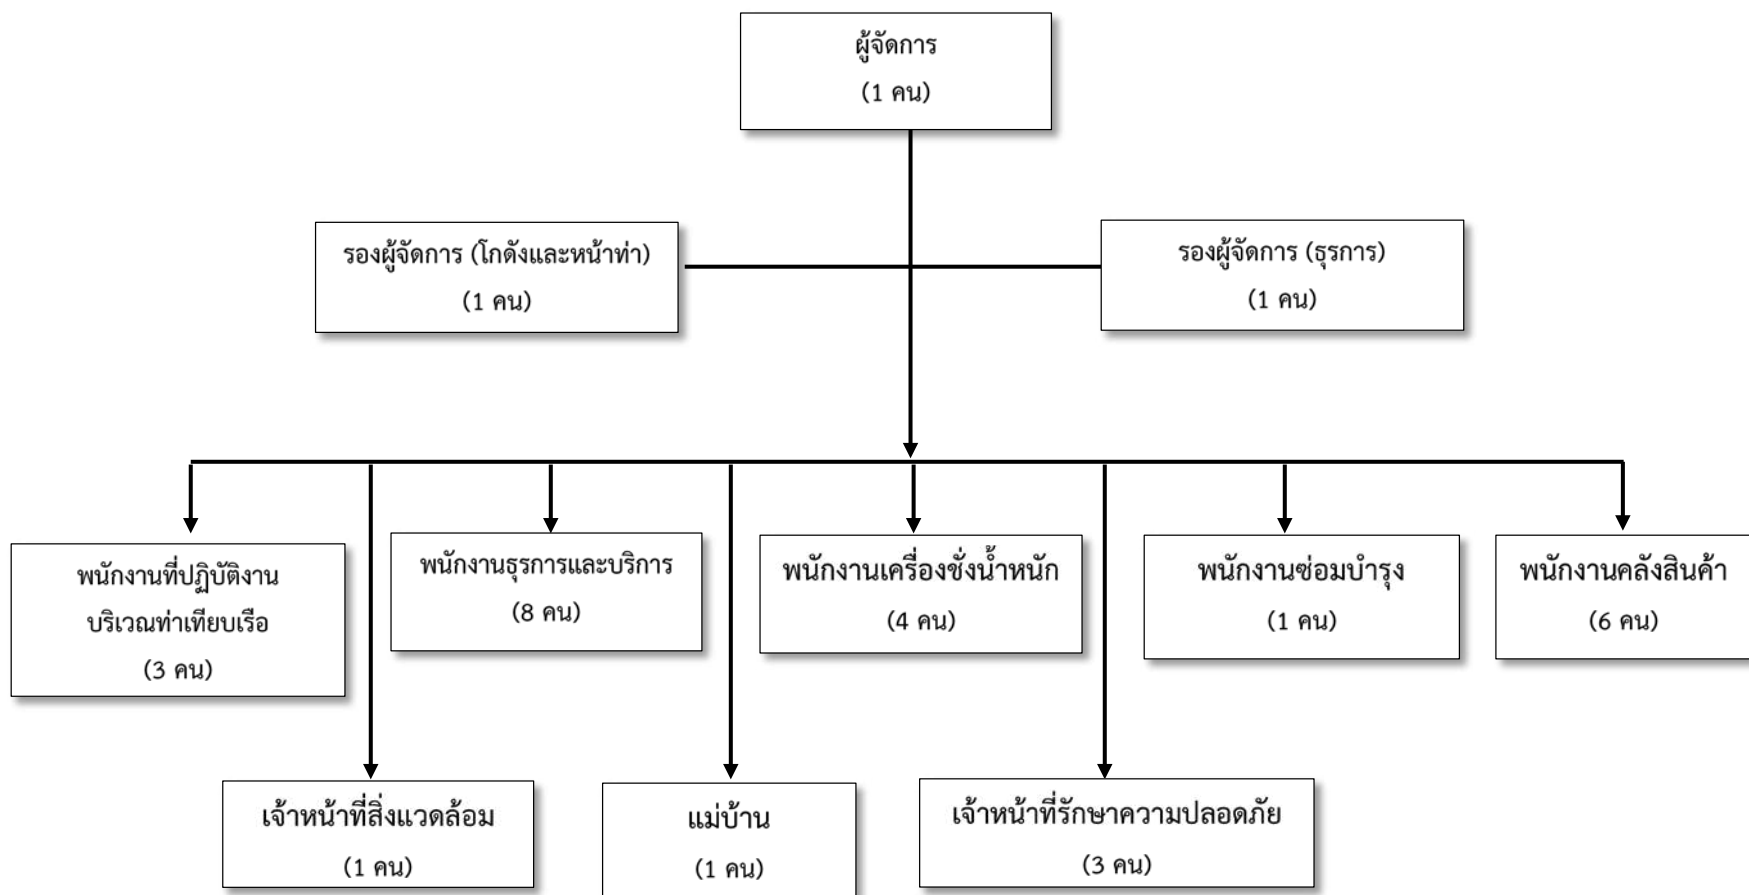 ผู้จัดการ
(1 คน)
รองผู้จัดการ (โกดังและหน้าท่า)
(1 คน)
รองผู้จัดการ (ธุรการ)
(1 คน)
พนักงานที่ปฏิบัติงาน
บริเวณท่าเทียบเรือ
(3 คน)
พนักงานธุรการและบริการ
(8 คน)
พนักงานเครื่องชั่งน้ำหนัก
(4 คน)
พนักงานซ่อมบำรุง
(1 คน)
พนักงานคลังสินค้า
(6 คน)
เจ้าหน้าที่สิ่งแวดล้อม
(1 คน)
แม่บ้าน
(1 คน)
เจ้าหน้าที่รักษาความปลอดภัย
(3 คน)